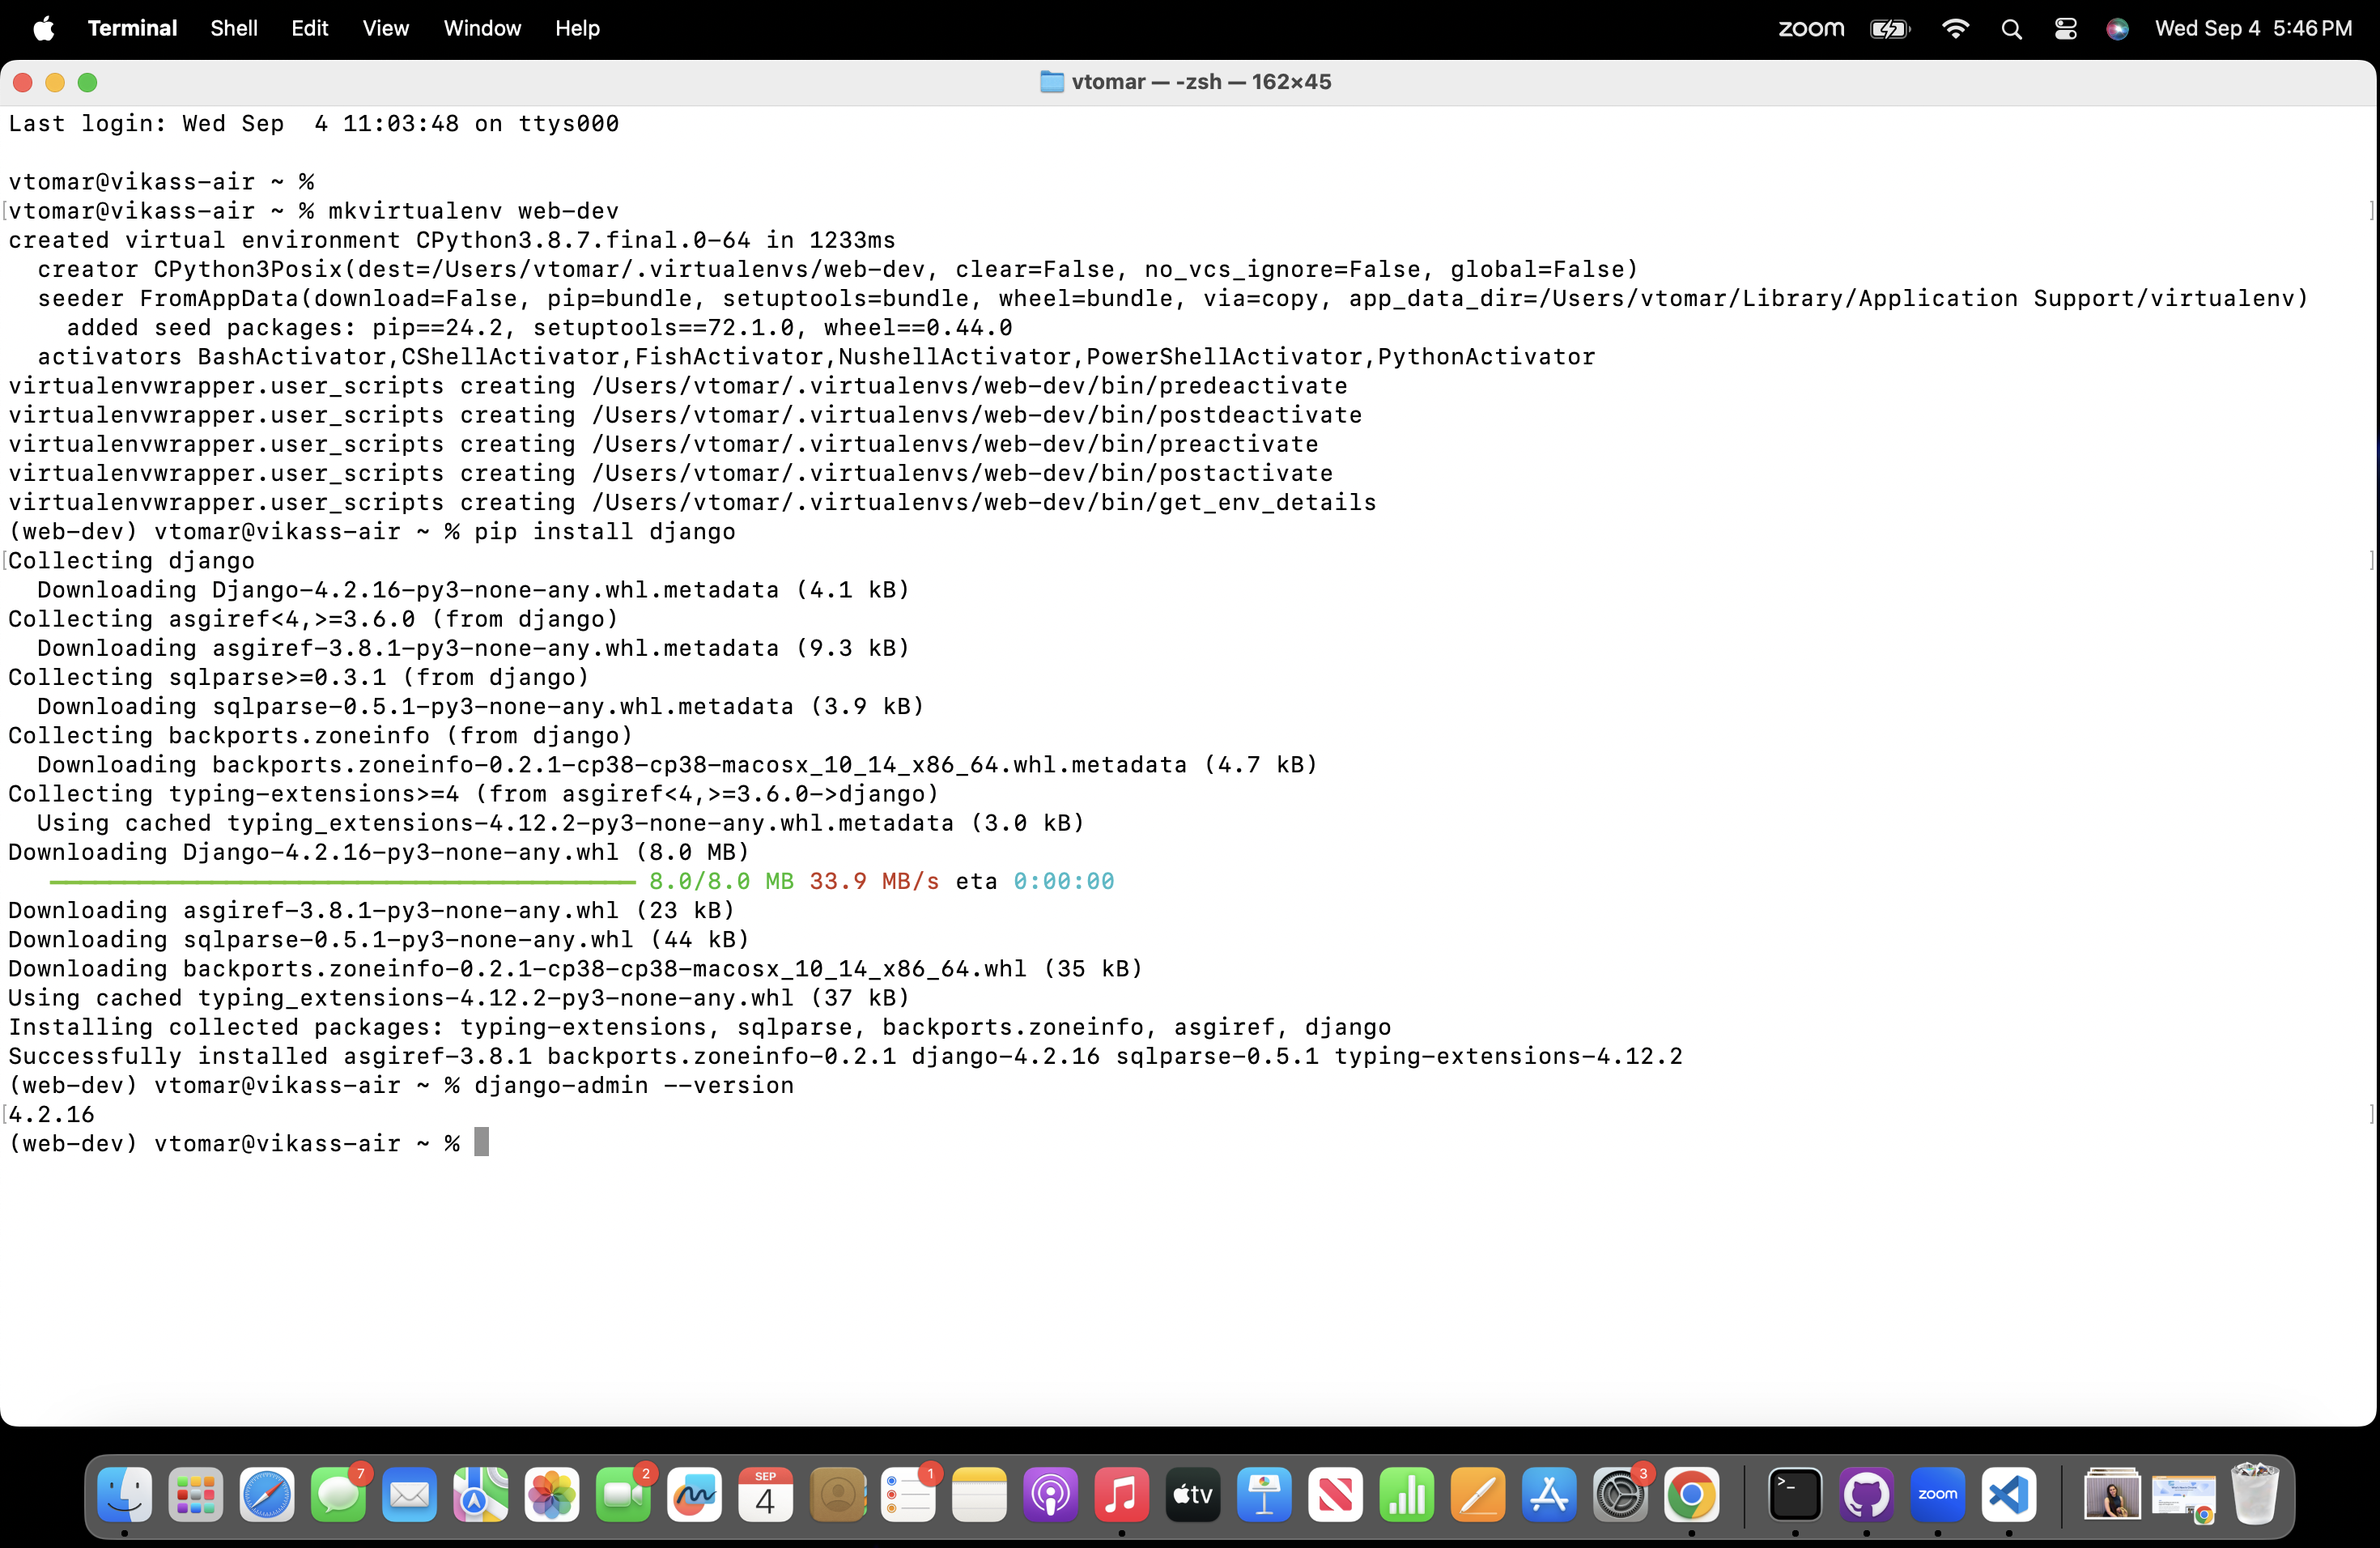 Terminal Shell Edit View Window Help zoom Wed Sep 4 5:46 PM
vtomar — -zsh — 162×45
Last login: Wed Sep  4 11:03:48 on ttys000
vtomar@vikass-air ~ %
[vtomar@vikass-air ~ % mkvirtualenv web-dev ]
created virtual environment CPython3.8.7.final.0-64 in 1233ms
  creator CPython3Posix(dest=/Users/vtomar/.virtualenvs/web-dev, clear=False, no_vcs_ignore=False, global=False)
  seeder FromAppData(download=False, pip=bundle, setuptools=bundle, wheel=bundle, via=copy, app_data_dir=/Users/vtomar/Library/Application Support/virtualenv)
    added seed packages: pip==24.2, setuptools==72.1.0, wheel==0.44.0
  activators BashActivator,CShellActivator,FishActivator,NushellActivator,PowerShellActivator,PythonActivator
virtualenvwrapper.user_scripts creating /Users/vtomar/.virtualenvs/web-dev/bin/predeactivate
virtualenvwrapper.user_scripts creating /Users/vtomar/.virtualenvs/web-dev/bin/postdeactivate
virtualenvwrapper.user_scripts creating /Users/vtomar/.virtualenvs/web-dev/bin/preactivate
virtualenvwrapper.user_scripts creating /Users/vtomar/.virtualenvs/web-dev/bin/postactivate
virtualenvwrapper.user_scripts creating /Users/vtomar/.virtualenvs/web-dev/bin/get_env_details
(web-dev) vtomar@vikass-air ~ % pip install django
[Collecting django ]
  Downloading Django-4.2.16-py3-none-any.whl.metadata (4.1 kB)
Collecting asgiref<4,>=3.6.0 (from django)
  Downloading asgiref-3.8.1-py3-none-any.whl.metadata (9.3 kB)
Collecting sqlparse>=0.3.1 (from django)
  Downloading sqlparse-0.5.1-py3-none-any.whl.metadata (3.9 kB)
Collecting backports.zoneinfo (from django)
  Downloading backports.zoneinfo-0.2.1-cp38-cp38-macosx_10_14_x86_64.whl.metadata (4.7 kB)
Collecting typing-extensions>=4 (from asgiref<4,>=3.6.0->django)
  Using cached typing_extensions-4.12.2-py3-none-any.whl.metadata (3.0 kB)
Downloading Django-4.2.16-py3-none-any.whl (8.0 MB)
8.0/8.0 MB 33.9 MB/s eta 0:00:00
Downloading asgiref-3.8.1-py3-none-any.whl (23 kB)
Downloading sqlparse-0.5.1-py3-none-any.whl (44 kB)
Downloading backports.zoneinfo-0.2.1-cp38-cp38-macosx_10_14_x86_64.whl (35 kB)
Using cached typing_extensions-4.12.2-py3-none-any.whl (37 kB)
Installing collected packages: typing-extensions, sqlparse, backports.zoneinfo, asgiref, django
Successfully installed asgiref-3.8.1 backports.zoneinfo-0.2.1 django-4.2.16 sqlparse-0.5.1 typing-extensions-4.12.2
(web-dev) vtomar@vikass-air ~ % django-admin --version
[4.2.16 ]
(web-dev) vtomar@vikass-air ~ %
7 2 SEP 4 1 tv 3 >_ zoom